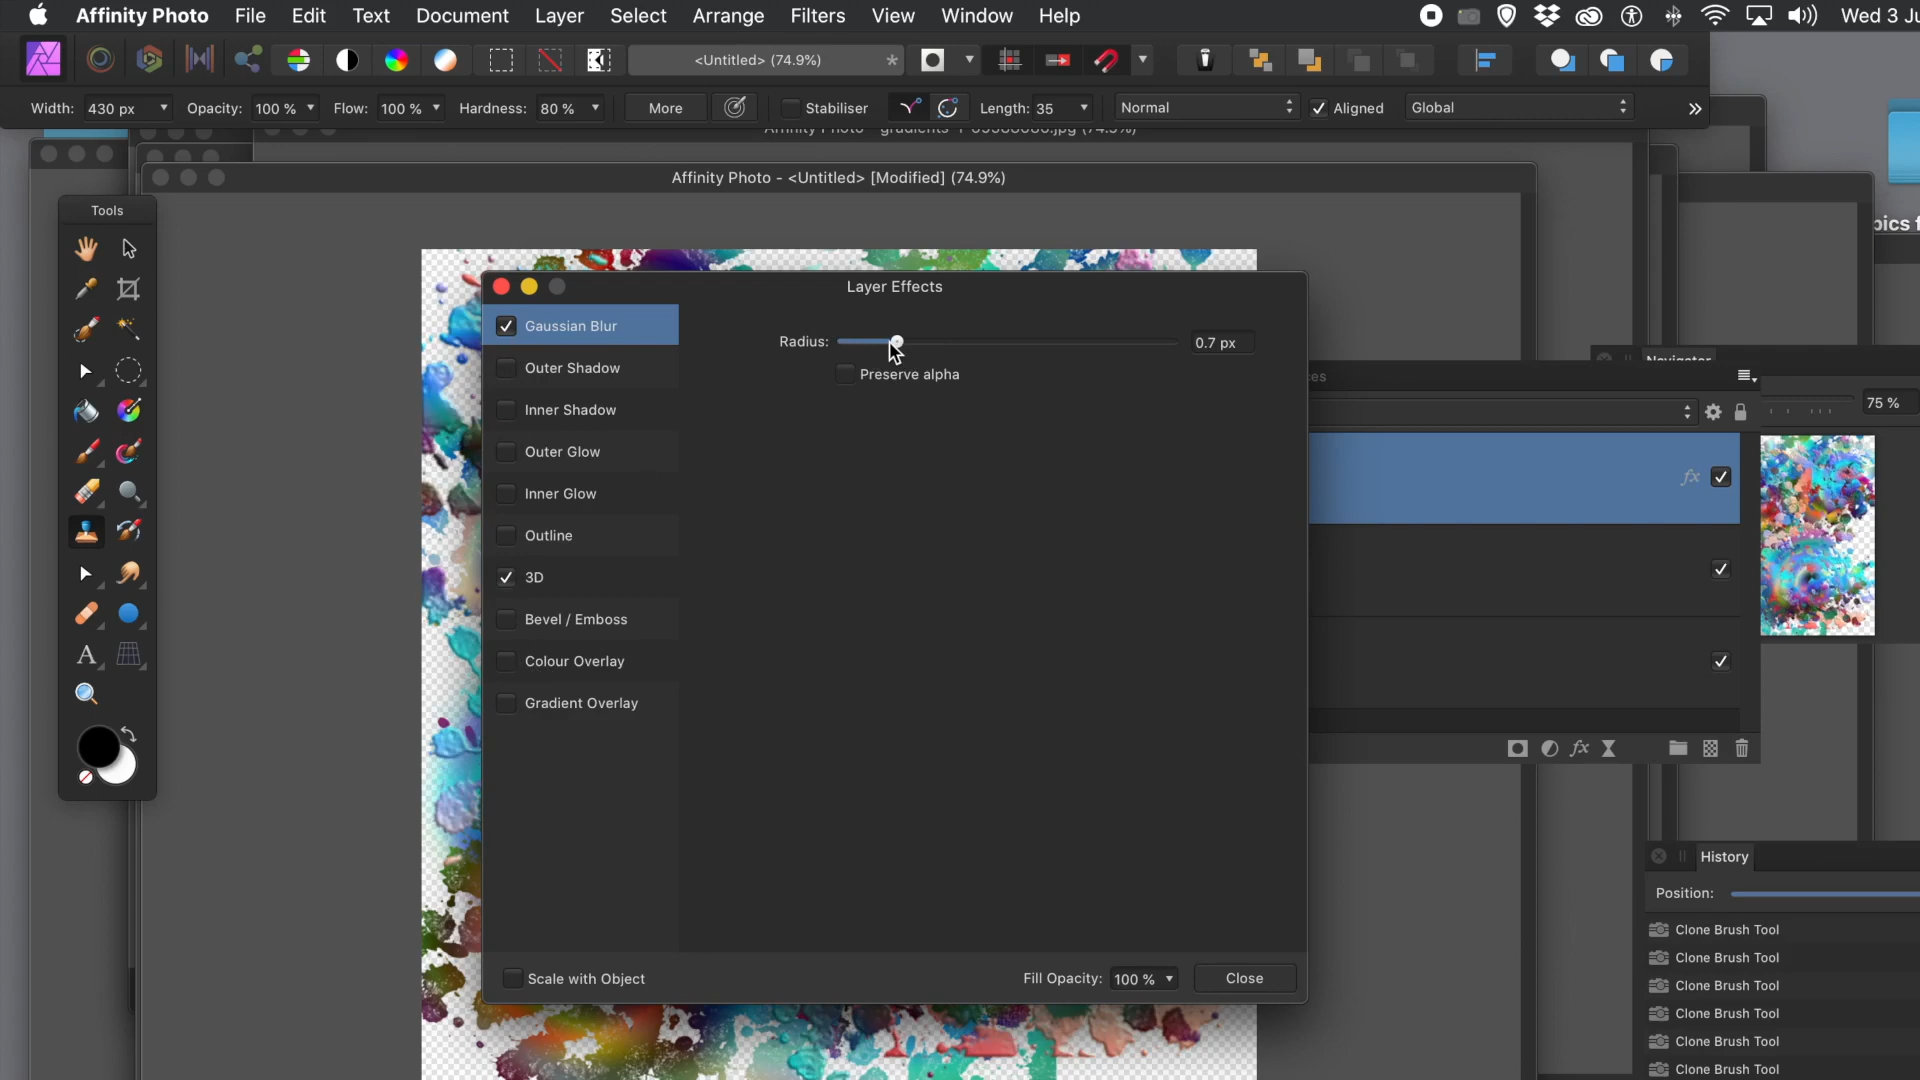 Affinity Photo File Edit Text Document Layer Select Arrange Filters View Window Help Wed 3 Ju
<Untitled> (74.9%) *
Width: 430 px Opacity: 100 % Flow: 100 % Hardness: 80 % More Stabiliser Length: 35 Normal Aligned Global
Affinity Photo - <Untitled> [Modified] (74.9%)
Tools
pics f
Layer Effects
Gaussian Blur
Radius: 0.7 px
Preserve alpha
Outer Shadow
Inner Shadow
Outer Glow
Inner Glow
Outline
3D
Bevel / Emboss
Colour Overlay
Gradient Overlay
Scale with Object
Fill Opacity: 100 % Close
Navigator
75 %
fx
fx
A
History
Position:
Clone Brush Tool
Clone Brush Tool
Clone Brush Tool
Clone Brush Tool
Clone Brush Tool
Clone Brush Tool